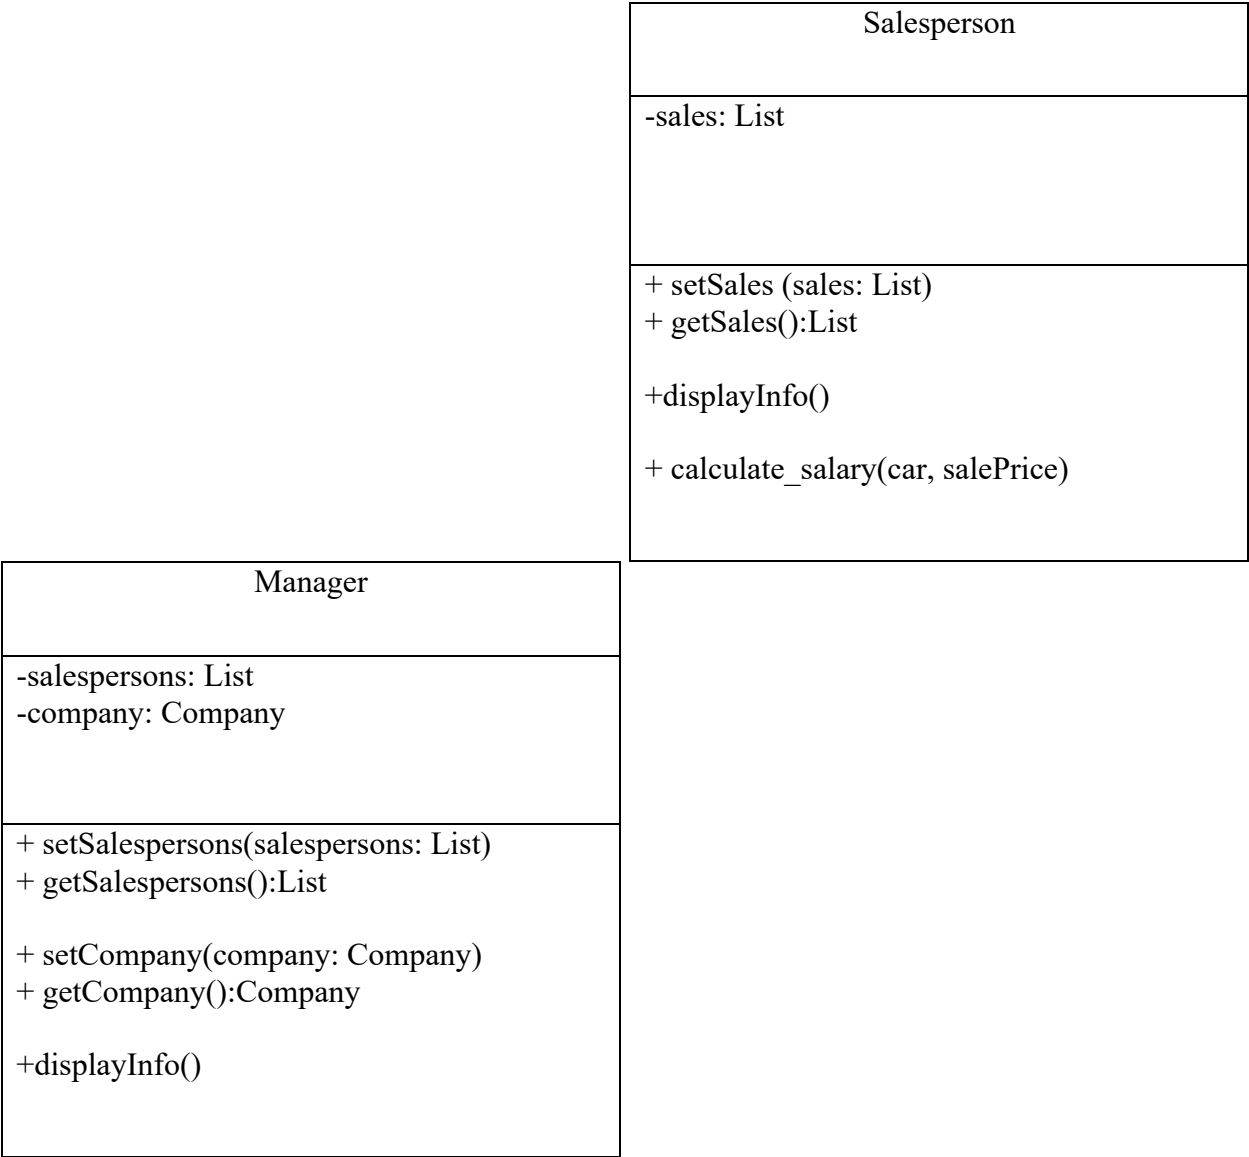 Salesperson
-sales: List
+ setSales (sales: List)
+ getSales():List
+displayInfo()
+ calculate_salary(car, salePrice)
Manager
-salespersons: List
-company: Company
+ setSalespersons(salespersons: List)
+ getSalespersons():List
+ setCompany(company: Company)
+ getCompany():Company
+displayInfo()